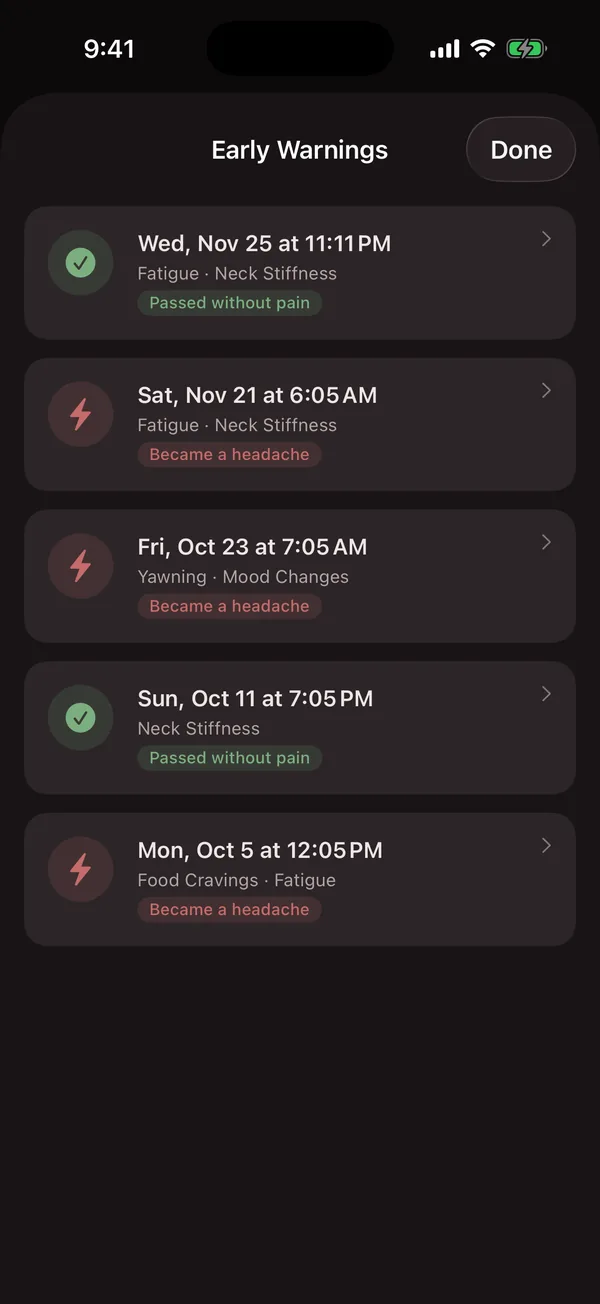 9:41
Early Warnings
Done
Wed, Nov 25 at 11:11 PM
Fatigue · Neck Stiffness
Passed without pain
Sat, Nov 21 at 6:05 AM
Fatigue · Neck Stiffness
Became a headache
Fri, Oct 23 at 7:05 AM
Yawning · Mood Changes
Became a headache
Sun, Oct 11 at 7:05 PM
Neck Stiffness
Passed without pain
Mon, Oct 5 at 12:05 PM
Food Cravings · Fatigue
Became a headache